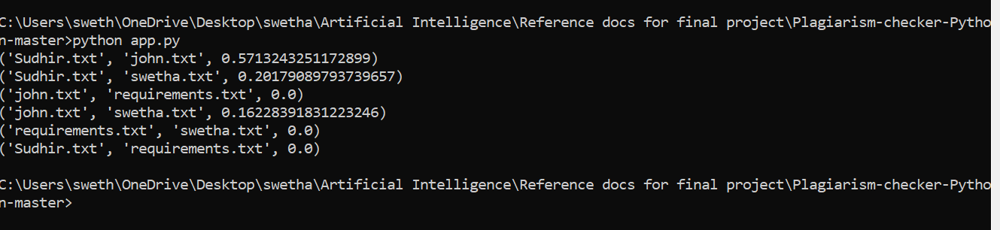 C:\Users\sweth\OneDrive\Desktop\swetha\Artificial Intelligence\Reference docs for final project\Plagiarism-checker-Pytho
n-master>python app.py
('Sudhir.txt', 'john.txt', 0.5713243251172899)
('Sudhir.txt', 'swetha.txt', 0.20179089793739657)
('john.txt', 'requirements.txt', 0.0)
('john.txt', 'swetha.txt', 0.16228391831223246)
('requirements.txt', 'swetha.txt', 0.0)
('Sudhir.txt', 'requirements.txt', 0.0)
C:\Users\sweth\OneDrive\Desktop\swetha\Artificial Intelligence\Reference docs for final project\Plagiarism-checker-Pytho
n-master>